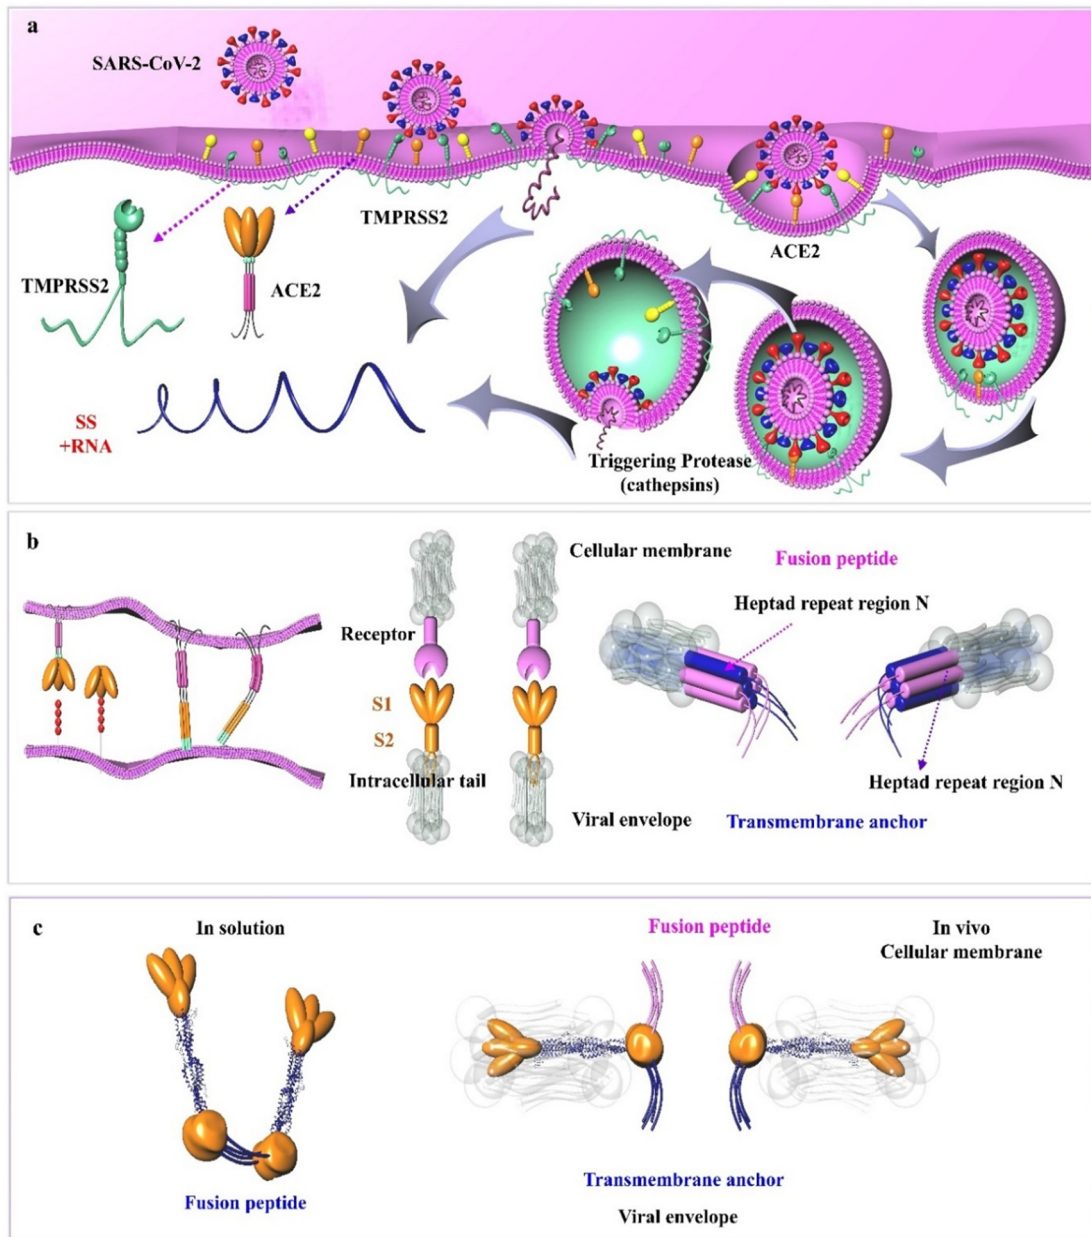 a
SARS-CoV-2
TMPRSS2
ACE2
TMPRSS2
ACE2
SS
+RNA
Triggering Protease
(cathepsins)
b
Cellular membrane
Fusion peptide
Heptad repeat region N
Receptor
S1
S2
Intracellular tail
Heptad repeat region N
Viral envelope
Transmembrane anchor
c
In solution
Fusion peptide
In vivo
Cellular membrane
Fusion peptide
Transmembrane anchor
Viral envelope